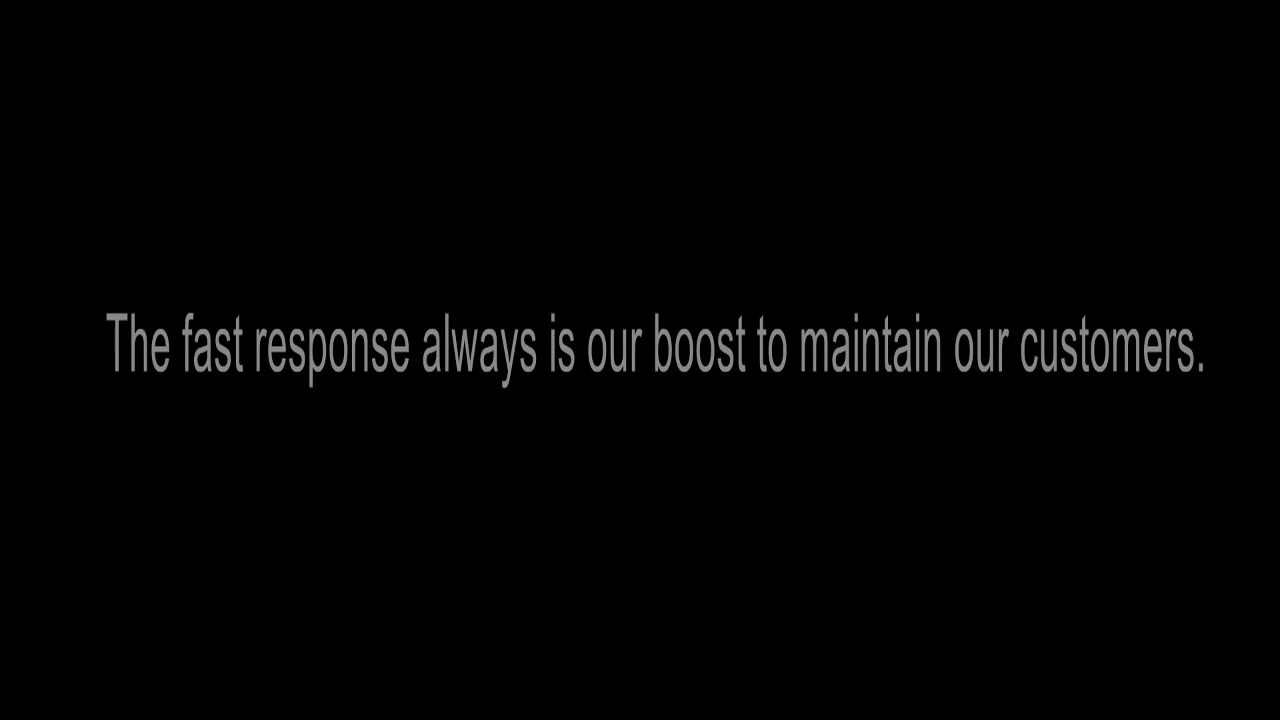 The fast response always is our boost to maintain our customers.